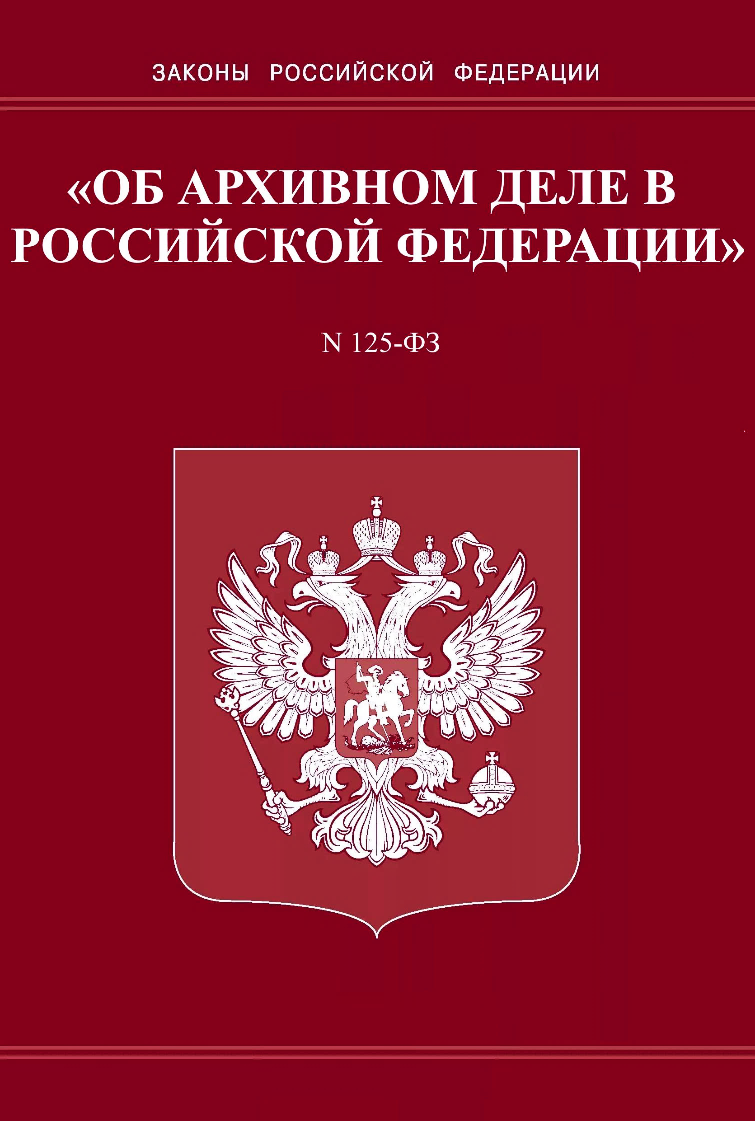 ЗАКОНЫ РОССИЙСКОЙ ФЕДЕРАЦИИ
«ОБ АРХИВНОМ ДЕЛЕ В
РОССИЙСКОЙ ФЕДЕРАЦИИ»
N 125-ФЗ